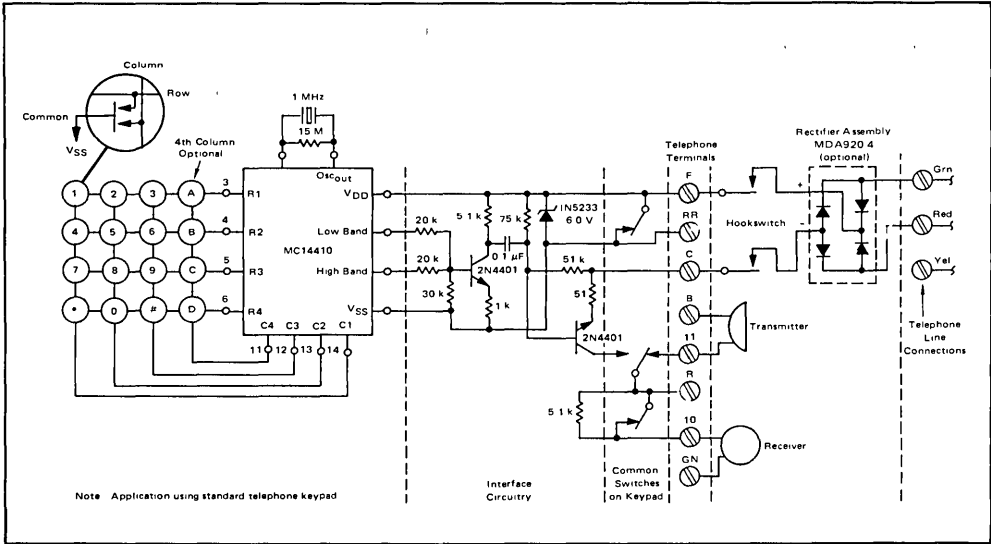 Column
Row
Common
VSS
4th Column
Optional
1 2 3 A
4 5 6 B
7 8 9 C
* 0 # D
3
4
5
6
1 MHz
15 M
Oscout
R1
R2
R3
R4
VDD
Low Band
MC14410
High Band
VSS
C4 C3 C2 C1
11 12 13 14
20 k
20 k
30 k
5 1 k
75 k
0 1 µF
2N4401
1 k
IN5233
6 0 V
51 k
51
2N4401
5 1 k
Telephone
Terminals
F
RR
C
B
11
R
10
GN
Hookswitch
Transmitter
Receiver
Rectifier Assembly
MDA920 4
(optional)
+
-
Grn
Red
Yel
Telephone
Line
Connections
Note Application using standard telephone keypad
Interface
Circuitry
Common
Switches
on Keypad